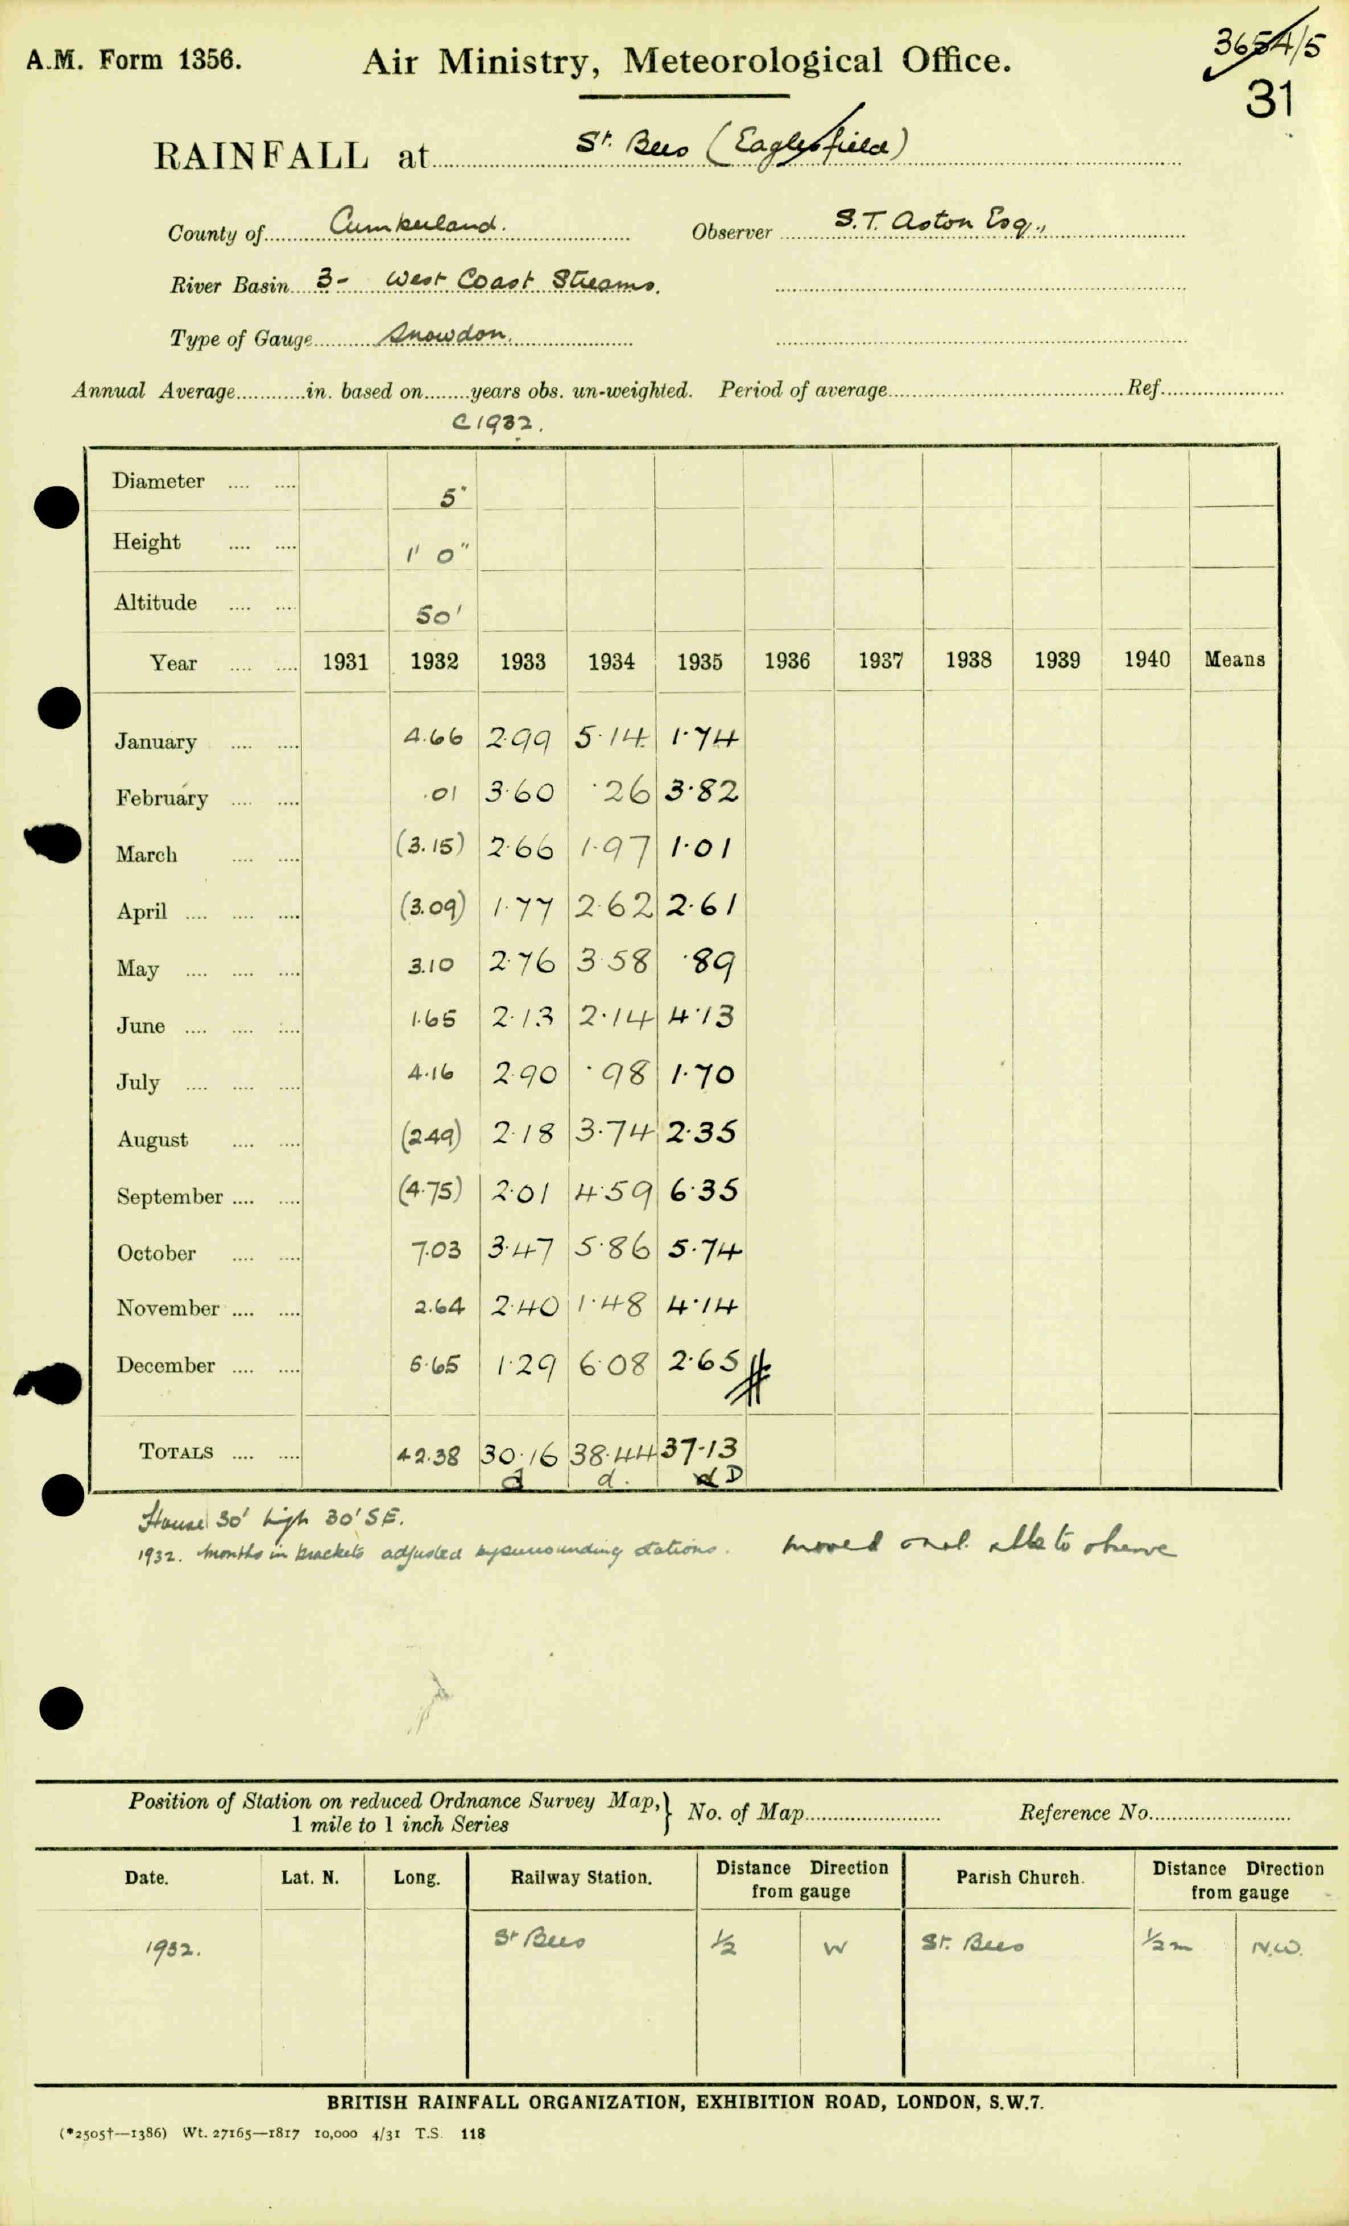 A.M. Form 1356.
Air Ministry, Meteorological Office.
3654/5
31
RAINFALL at St. Bees (Eaglesfield)
County of Cumberland. Observer S.T. Aston Esq.,
River Basin 3- West Coast Streams.
Type of Gauge Snowdon.
Annual Average in. based on years obs. un-weighted. Period of average Ref.
C1932.
Diameter 5"
Height 1' 0"
Altitude 50'
Year 1931 1932 1933 1934 1935 1936 1937 1938 1939 1940 Means
January 4.66 2.99 5.14 1.74
February .01 3.60 .26 3.82
March (3.15) 2.66 1.97 1.01
April (3.09) 1.77 2.62 2.61
May 3.10 2.76 3.58 .89
June 1.65 2.13 2.14 4.13
July 4.16 2.90 .98 1.70
August (2.49) 2.18 3.74 2.35
September (4.75) 2.01 4.59 6.35
October 7.03 3.47 5.86 5.74
November 2.64 2.40 1.48 4.14
December 5.65 1.29 6.08 2.65
TOTALS 42.38 30.16 38.44 37.13
d d. d D
House 30' high 30' SE.
1932. Months in brackets adjusted by surrounding stations. moved able to observe
Position of Station on reduced Ordnance Survey Map, 1 mile to 1 inch Series } No. of Map Reference No.
Date. Lat. N. Long. Railway Station. Distance Direction from gauge Parish Church. Distance Direction from gauge
1932. St Bees ½ W St. Bees ½ m N.W.
BRITISH RAINFALL ORGANIZATION, EXHIBITION ROAD, LONDON, S.W.7.
(*2505†—1386) Wt. 27165—1817 10,000 4/31 T.S. 118